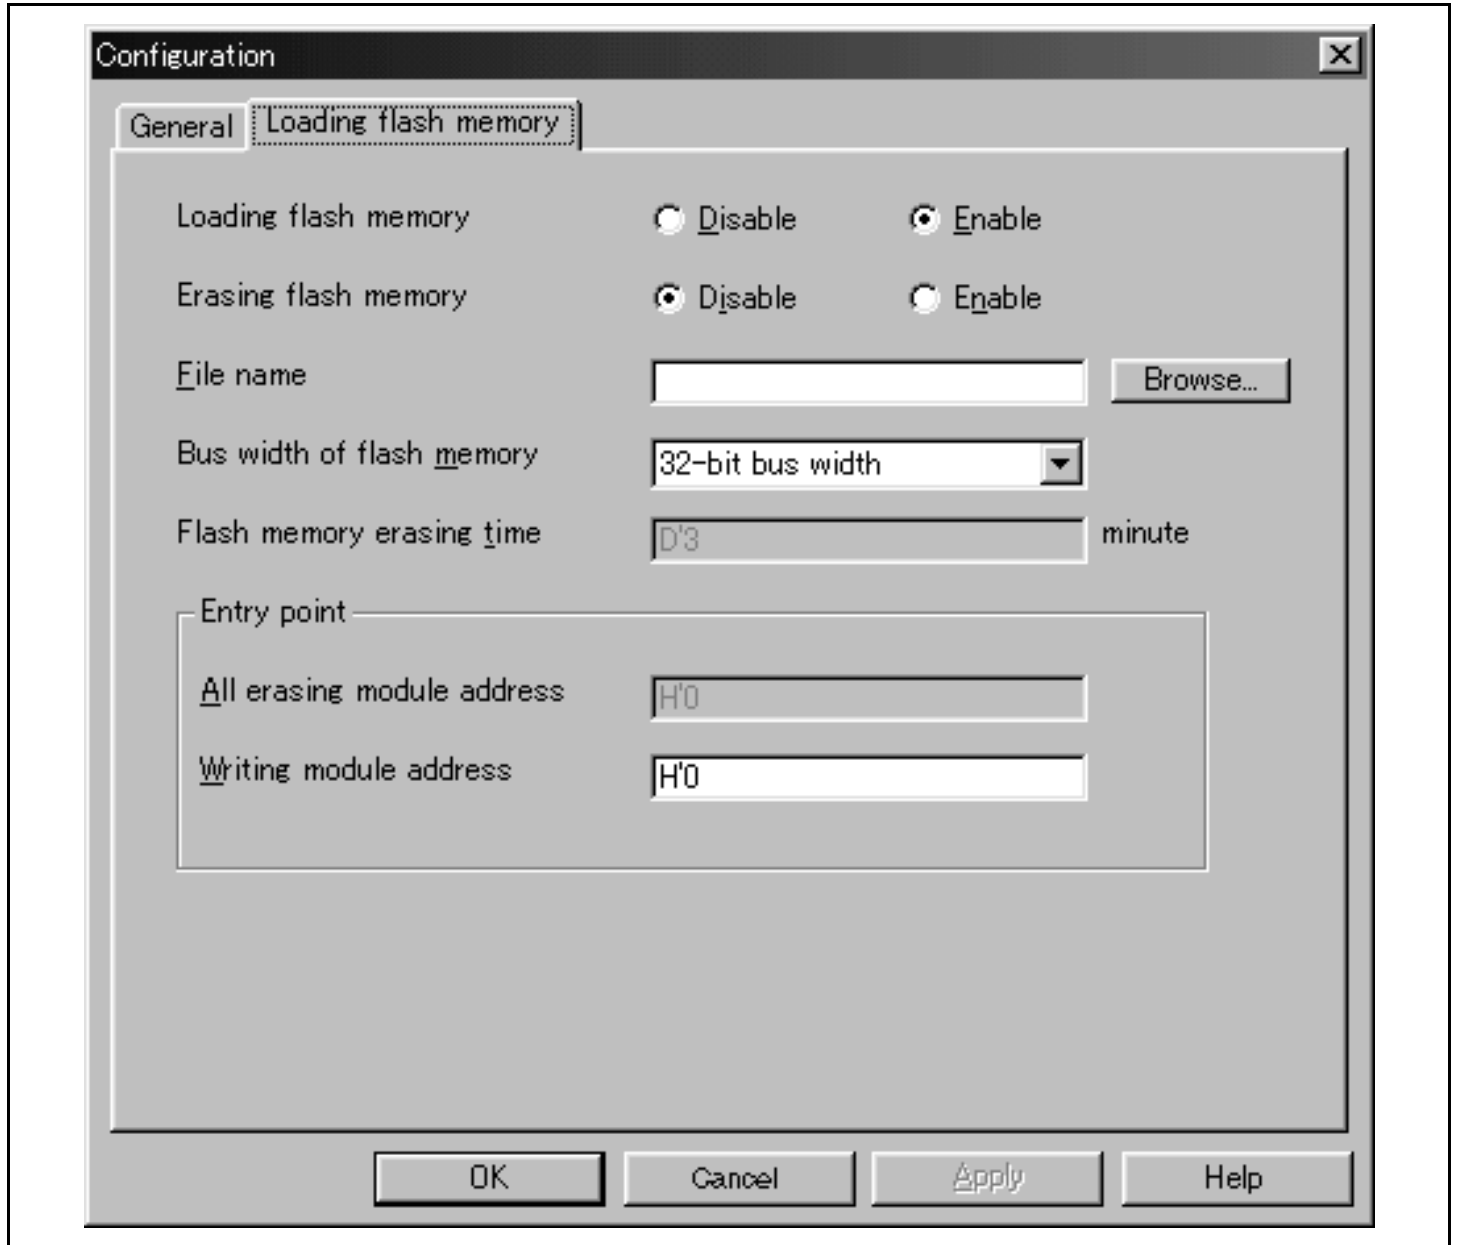 Configuration
General Loading flash memory
Loading flash memory Disable Enable
Erasing flash memory Disable Enable
File name Browse...
Bus width of flash memory 32-bit bus width
Flash memory erasing time D'3 minute
Entry point
All erasing module address H'0
Writing module address H'0
OK Cancel Apply Help